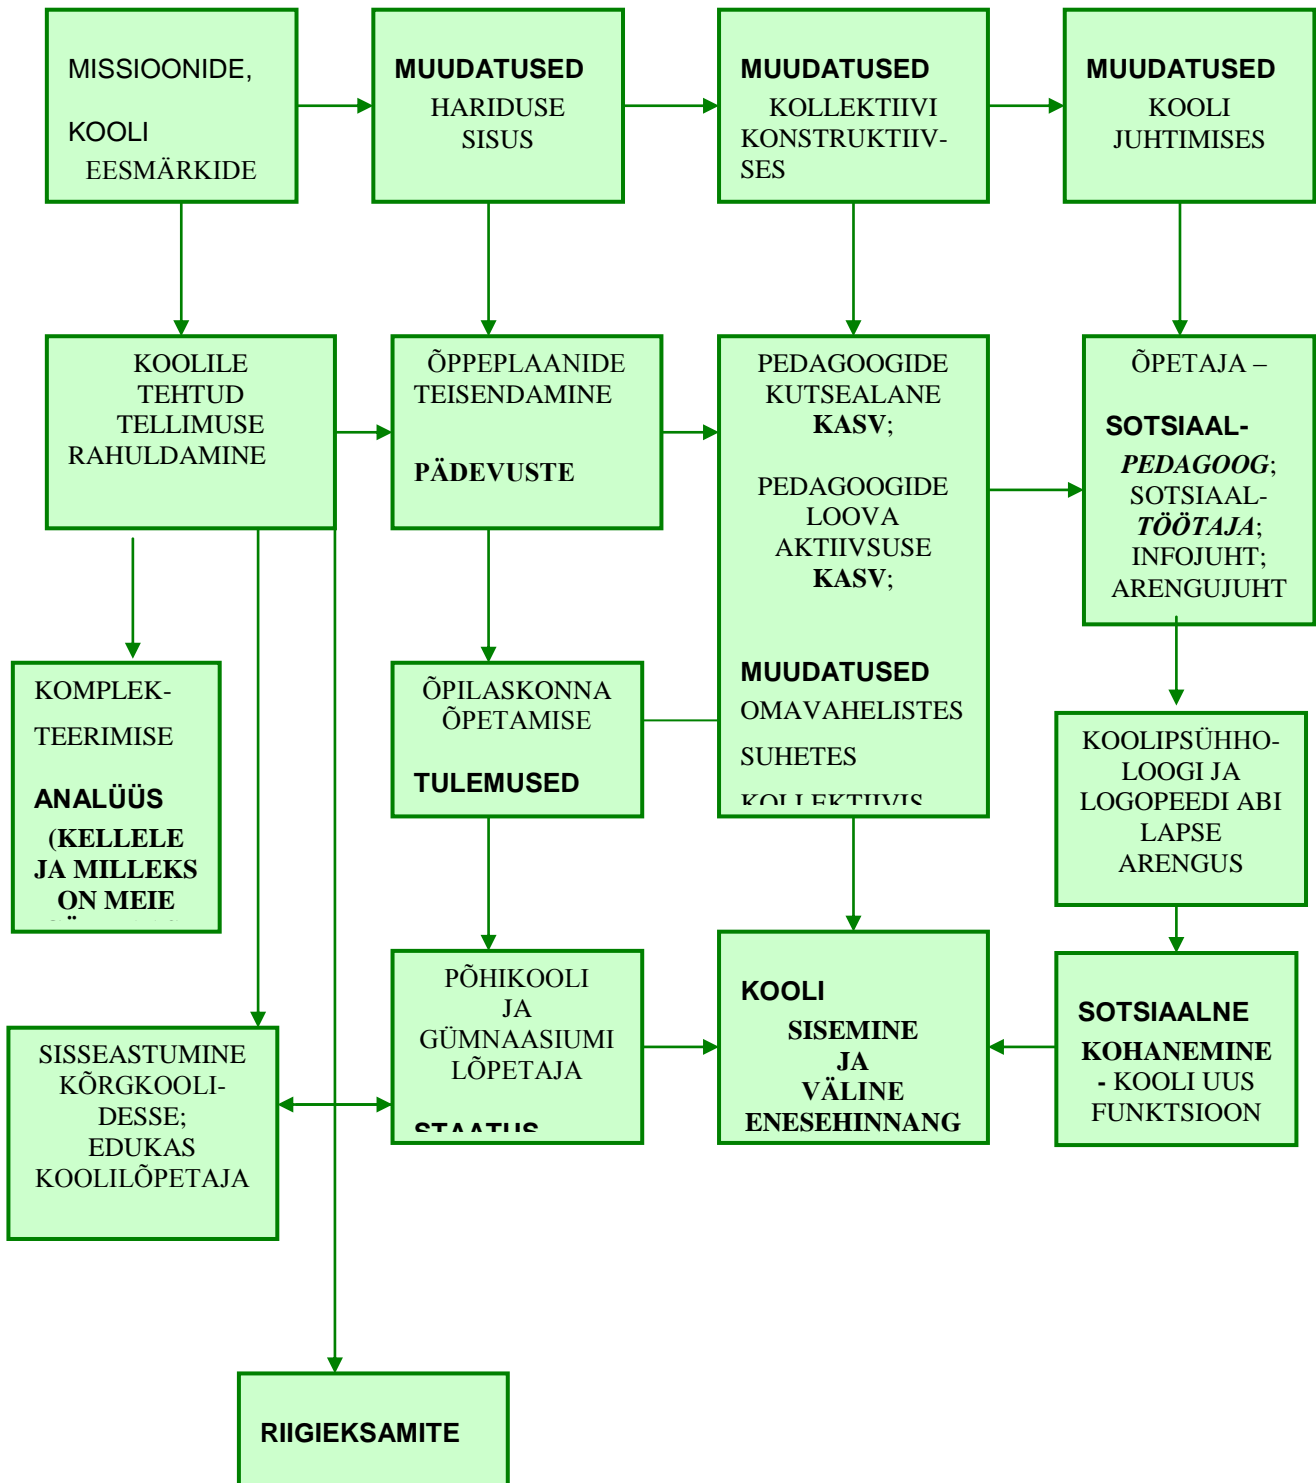 MISSIOONIDE,
KOOLI
EESMÄRKIDE
MUUDATUSED
HARIDUSE
SISUS
MUUDATUSED
KOLLEKTIIVI
KONSTRUKTIIV-
SES
MUUDATUSED
KOOLI
JUHTIMISES
KOOLILE
TEHTUD
TELLIMUSE
RAHULDAMINE
ÕPPEPLAANIDE
TEISENDAMINE
PÄDEVUSTE
PEDAGOOGIDE
KUTSEALANE
KASV;
PEDAGOOGIDE
LOOVA
AKTIIVSUSE
KASV;
MUUDATUSED
OMAVAHELISTES
SUHETES
KOLLEKTIIVIS
ÕPETAJA –
SOTSIAAL-
PEDAGOOG;
SOTSIAAL-
TÖÖTAJA;
INFOJUHT;
ARENGUJUHT
KOMPLEK-
TEERIMISE
ANALÜÜS
(KELLELE
JA MILLEKS
ON MEIE
ÕPILASKONNA
ÕPETAMISE
TULEMUSED
KOOLIPSÜHHO-
LOOGI JA
LOGOPEEDI ABI
LAPSE
ARENGUS
SISSEASTUMINE
KÕRGKOOLI-
DESSE;
EDUKAS
KOOLILÕPETAJA
PÕHIKOOLI
JA
GÜMNAASIUMI
LÕPETAJA
STAATUS
KOOLI
SISEMINE
JA
VÄLINE
ENESEHINNANG
SOTSIAALNE
KOHANEMINE
- KOOLI UUS
FUNKTSIOON
RIIGIEKSAMITE